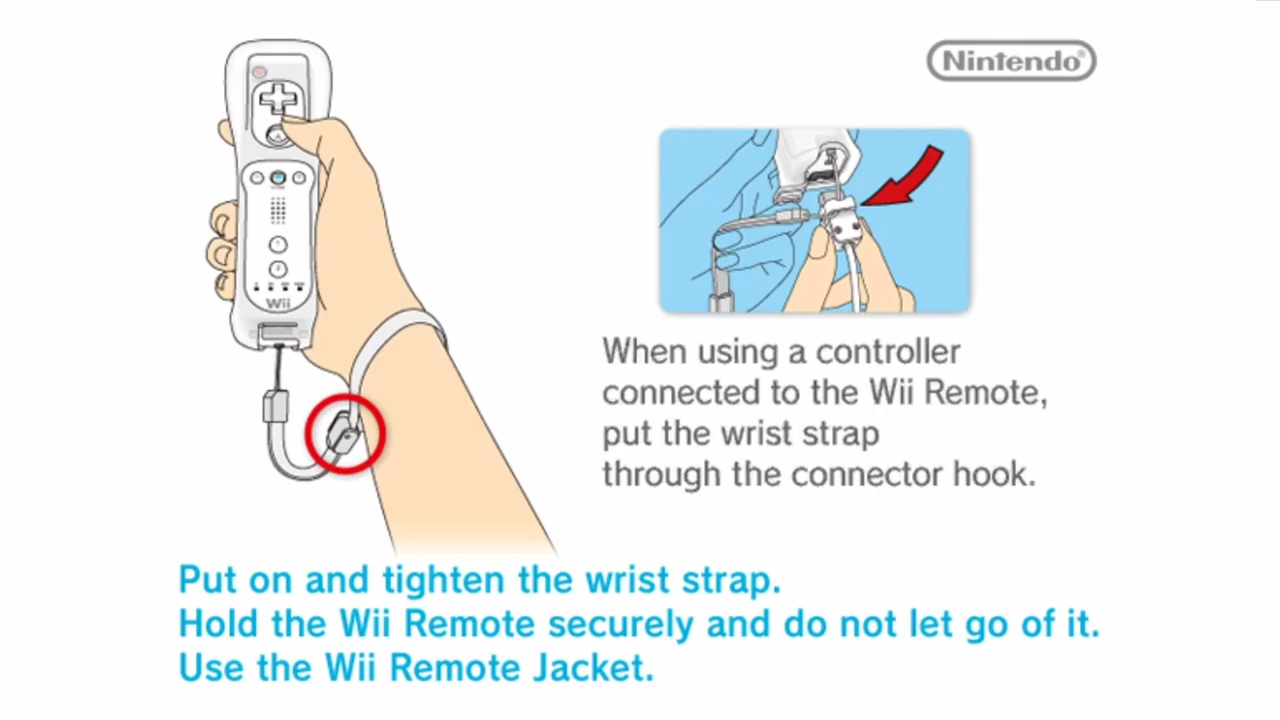 Nintendo®
Wii
When using a controller
connected to the Wii Remote,
put the wrist strap
through the connector hook.
Put on and tighten the wrist strap.
Hold the Wii Remote securely and do not let go of it.
Use the Wii Remote Jacket.